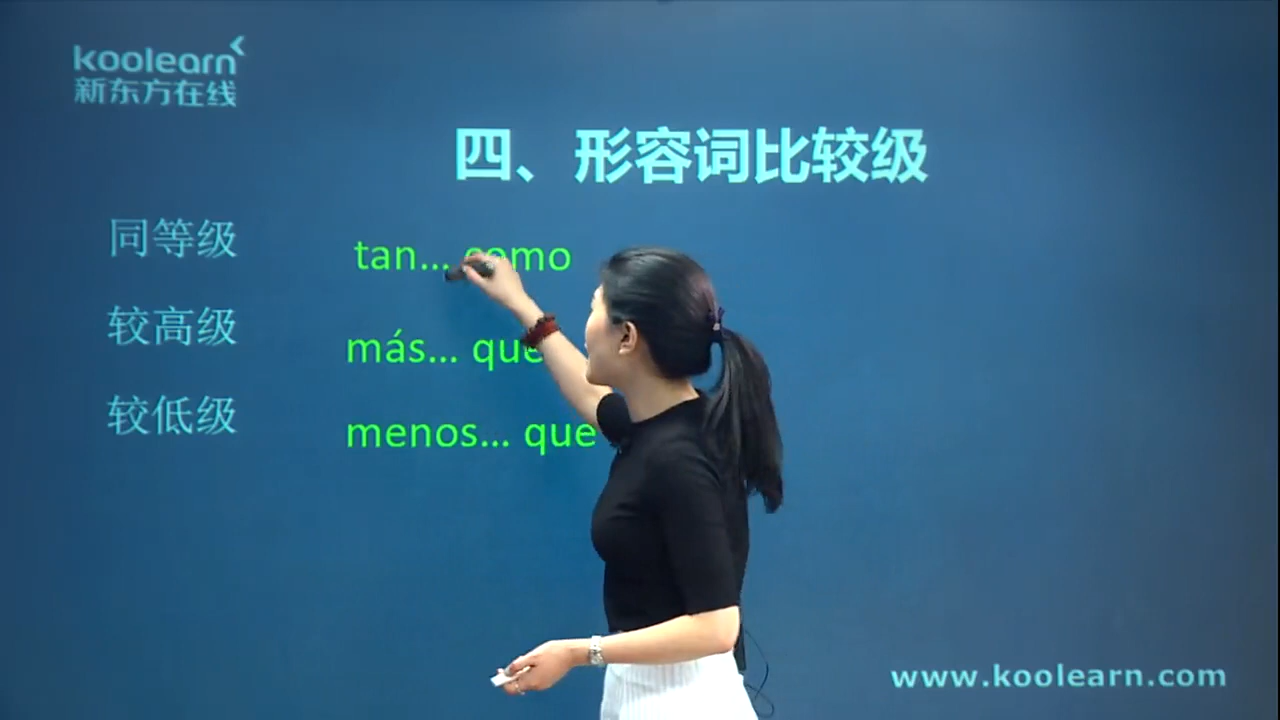 koolearn
新东方在线
四、形容词比较级
同等级 tan... como
较高级 más... que
较低级 menos... que
www.koolearn.com